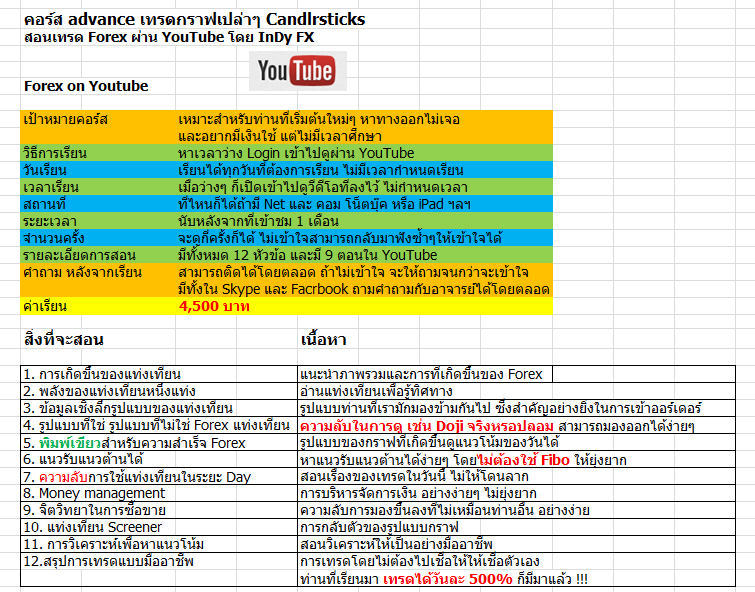 คอร์ส advance เทรดกราฟเปล่าๆ Candlrsticks
สอนเทรด Forex ผ่าน YouTube โดย InDy FX
YouTube
Forex on Youtube
เป้าหมายคอร์ส เหมาะสำหรับท่านที่เริ่มต้นใหม่ๆ หาทางออกไม่เจอ
และอยากมีเงินใช้ แต่ไม่มีเวลาศึกษา
วิธีการเรียน หาเวลาว่าง Login เข้าไปดูผ่าน YouTube
วันเรียน เรียนได้ทุกวันที่ต้องการเรียน ไม่มีเวลากำหนดเรียน
เวลาเรียน เมื่อว่างๆ ก็เปิดเข้าไปดูวีดีโอที่ลงไว้ ไม่กำหนดเวลา
สถานที่ ที่ไหนก็ได้ถ้ามี Net และ คอม โน็ตบุ๊ค หรือ iPad ฯลฯ
ระยะเวลา นับหลังจากที่เข้าชม 1 เดือน
จำนวนครั้ง จะดูกี่ครั้งก็ได้ ไม่เข้าใจสามารถกลับมาฟังซ้ำๆให้เข้าใจได้
รายละเอียดการสอน มีทั้งหมด 12 หัวข้อ และมี 9 ตอนใน YouTube
คำถาม หลังจากเรียน สามารถติดได้โดยตลอด ถ้าไม่เข้าใจ จะให้ถามจนกว่าจะเข้าใจ
มีทั้งใน Skype และ Facrbook ถามคำถามกับอาจารย์ได้โดยตลอด
ค่าเรียน 4,500 บาท
สิ่งที่จะสอน เนื้อหา
1. การเกิดขึ้นของแท่งเทียน แนะนำภาพรวมและการที่เกิดขึ้นของ Forex
2. พลังของแท่งเทียนหนึ่งแท่ง อ่านแท่งเทียนเพื่อรู้ทิศทาง
3. ข้อมูลเชิงลึกรูปแบบของแท่งเทียน รูปแบบท่านที่เรามักมองข้ามกันไป ซึ่งสำคัญอย่างยิ่งในการเข้าออร์เดอร์
4. รูปแบบที่ใช่ รูปแบบที่ไม่ใช่ Forex แท่งเทียน ความลับในการดู เช่น Doji จริงหรอปลอม สามารถมองออกได้ง่ายๆ
5. พิมพ์เขียวสำหรับความสำเร็จ Forex รูปแบบของกราฟที่เกิดขึ้นดูแนวโน้มของวันได้
6. แนวรับแนวต้านได้ หาแนวรับแนวต้านได้ง่ายๆ โดยไม่ต้องใช้ Fibo ให้ยุ่งยาก
7. ความลับการใช้แท่งเทียนในระยะ Day สอนเรื่องของเทรดในวันนี้ ไม่ให้โดนลาก
8. Money management การบริหารจัดการเงิน อย่างง่ายๆ ไม่ยุ่งยาก
9. จิตวิทยาในการซื้อขาย ความลับการมองขึ้นลงที่ไม่เหมือนท่านอื่น อย่างง่าย
10. แท่งเทียน Screener การกลับตัวของรูปแบบกราฟ
11. การวิเคราะห์เพื่อหาแนวโน้ม สอนวิเคราะห์ให้เป็นอย่างมืออาชีพ
12.สรุปการเทรดแบบมืออาชีพ การเทรดโดยไม่ต้องไปเชื่อให้ให้เชื่อตัวเอง
ท่านที่เรียนมา เทรดได้วันละ 500% ก็มีมาแล้ว !!!